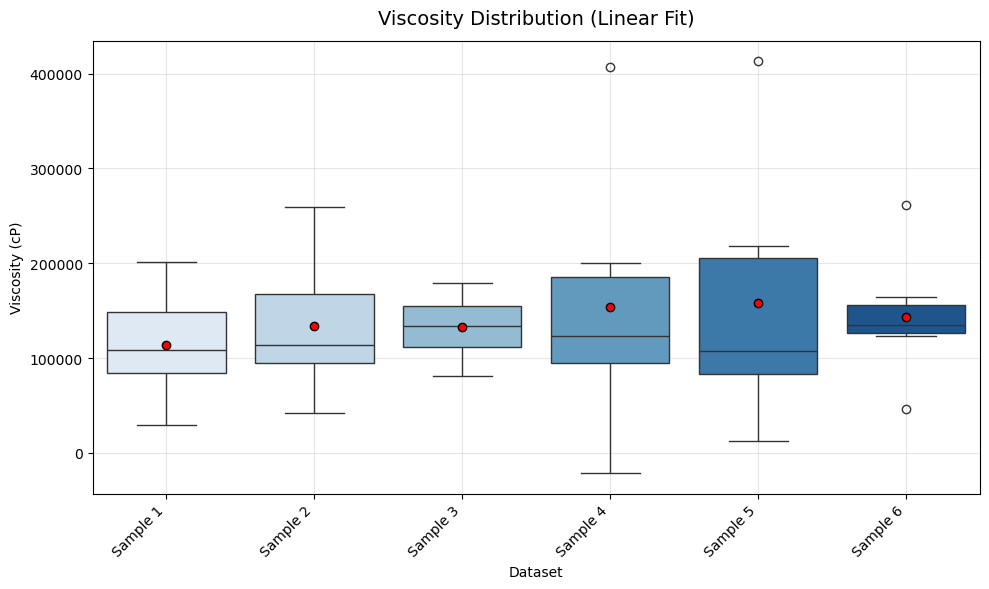 Viscosity Distribution (Linear Fit)
400000
300000
200000
100000
0
Viscosity (cP)
Sample 1
Sample 2
Sample 3
Sample 4
Sample 5
Sample 6
Dataset